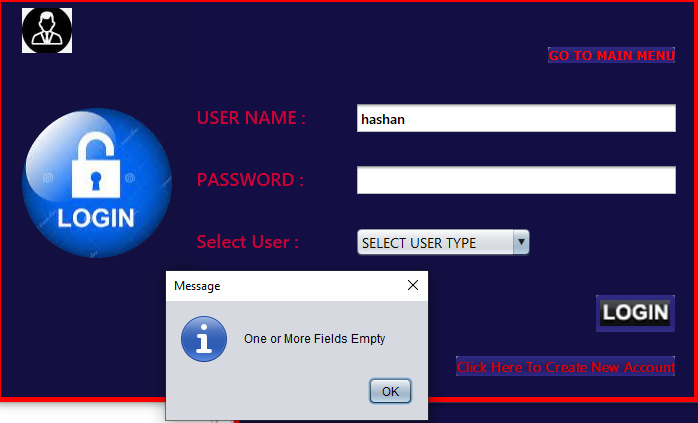 GO TO MAIN MENU
USER NAME :
hashan
PASSWORD :
LOGIN
Select User :
SELECT USER TYPE
Message
One or More Fields Empty
OK
LOGIN
Click Here To Create New Account